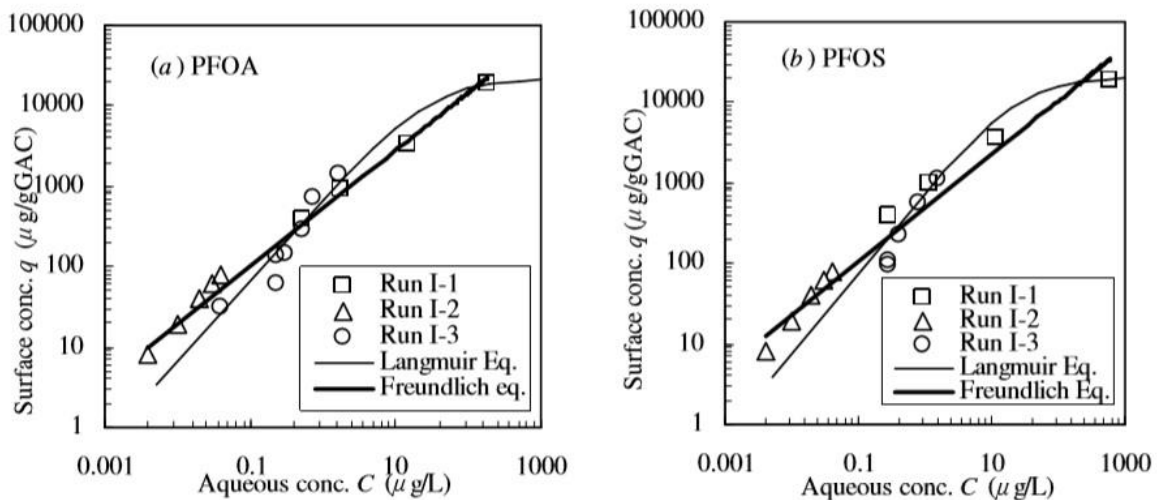 (a) PFOA
100000
10000
1000
100
10
1
Surface conc. q (μg/gGAC)
Run I-1
Run I-2
Run I-3
Langmuir Eq.
Freundlich eq.
0.001 0.1 10 1000
Aqueous conc. C (μg/L)
(b) PFOS
100000
10000
1000
100
10
1
Surface conc. q (μg/gGAC)
Run I-1
Run I-2
Run I-3
Langmuir Eq.
Freundlich Eq.
0.001 0.1 10 1000
Aqueous conc. C (μg/L)